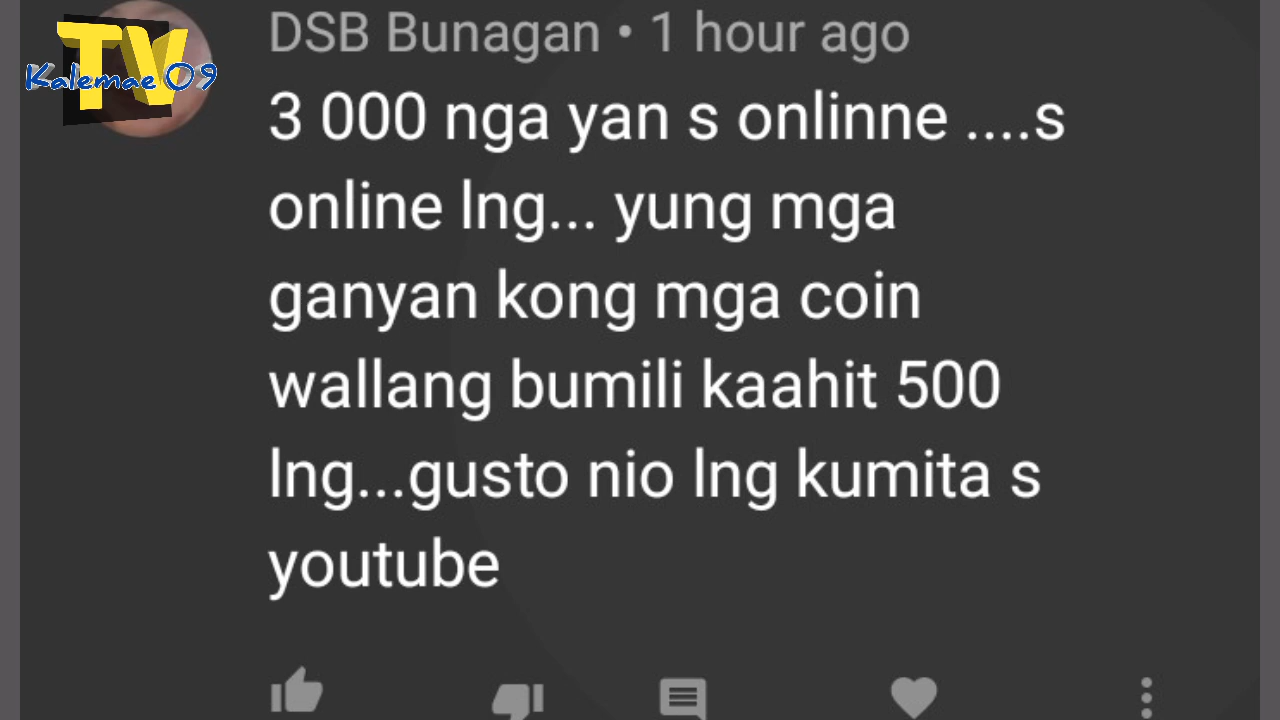 TV
Kalemae 09
DSB Bunagan • 1 hour ago
3 000 nga yan s onlinne ....s
online lng... yung mga
ganyan kong mga coin
wallang bumili kaahit 500
lng...gusto nio lng kumita s
youtube